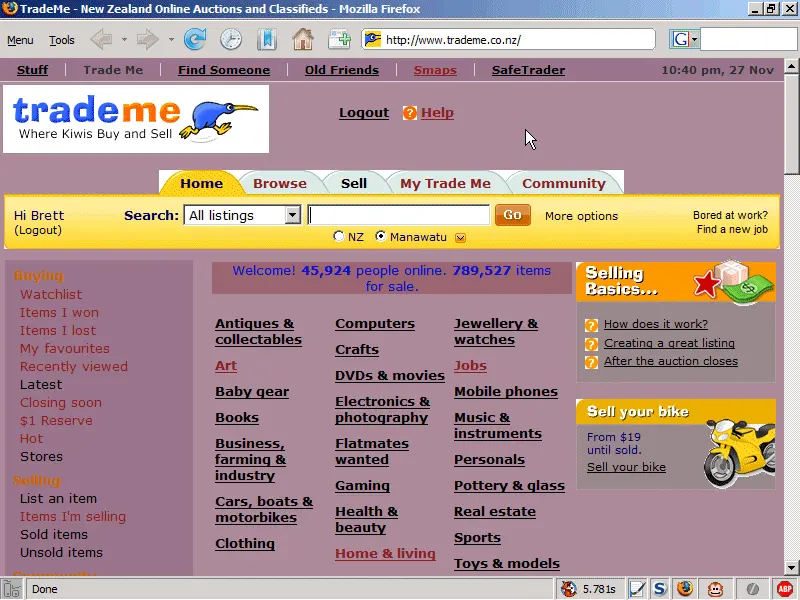 TradeMe - New Zealand Online Auctions and Classifieds - Mozilla Firefox
Menu Tools http://www.trademe.co.nz/ G
Stuff Trade Me Find Someone Old Friends Smaps SafeTrader 10:40 pm, 27 Nov
trademe
Where Kiwis Buy and Sell
Logout ? Help
Home Browse Sell My Trade Me Community
Hi Brett
(Logout)
Search: All listings Go More options
NZ Manawatu
Bored at work?
Find a new job
Buying
Watchlist
Items I won
Items I lost
My favourites
Recently viewed
Latest
Closing soon
$1 Reserve
Hot
Stores
Selling
List an item
Items I'm selling
Sold items
Unsold items
Community
Welcome! 45,924 people online. 789,527 items
for sale.
Antiques &
collectables
Art
Baby gear
Books
Business,
farming &
industry
Cars, boats &
motorbikes
Clothing
Computers
Crafts
DVDs & movies
Electronics &
photography
Flatmates
wanted
Gaming
Health &
beauty
Home & living
Jewellery &
watches
Jobs
Mobile phones
Music &
instruments
Personals
Pottery & glass
Real estate
Sports
Toys & models
Selling
Basics...
? How does it work?
? Creating a great listing
? After the auction closes
Sell your bike
From $19
until sold.
Sell your bike
Done 5.781s S ABP